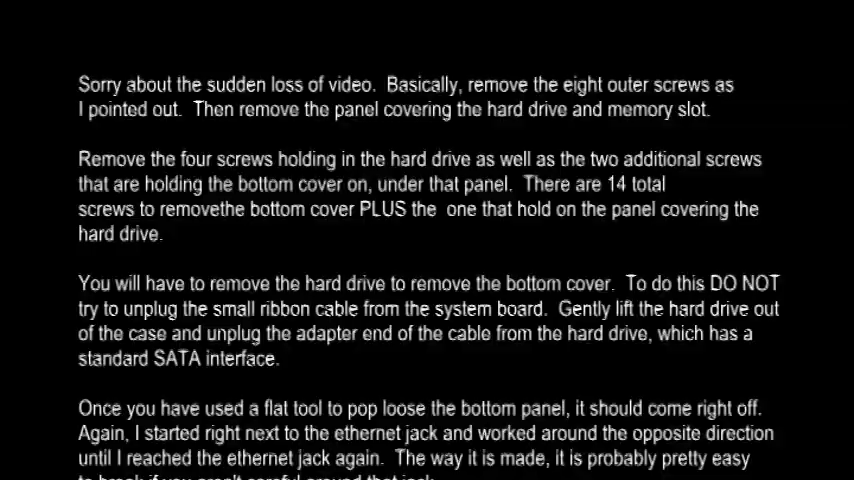 Sorry about the sudden loss of video.  Basically, remove the eight outer screws as
I pointed out.  Then remove the panel covering the hard drive and memory slot.
Remove the four screws holding in the hard drive as well as the two additional screws
that are holding the bottom cover on, under that panel.  There are 14 total
screws to removethe bottom cover PLUS the  one that hold on the panel covering the
hard drive.
You will have to remove the hard drive to remove the bottom cover.  To do this DO NOT
try to unplug the small ribbon cable from the system board.  Gently lift the hard drive out
of the case and unplug the adapter end of the cable from the hard drive, which has a
standard SATA interface.
Once you have used a flat tool to pop loose the bottom panel, it should come right off.
Again, I started right next to the ethernet jack and worked around the opposite direction
until I reached the ethernet jack again.  The way it is made, it is probably pretty easy
to break if you aren't careful around that jack